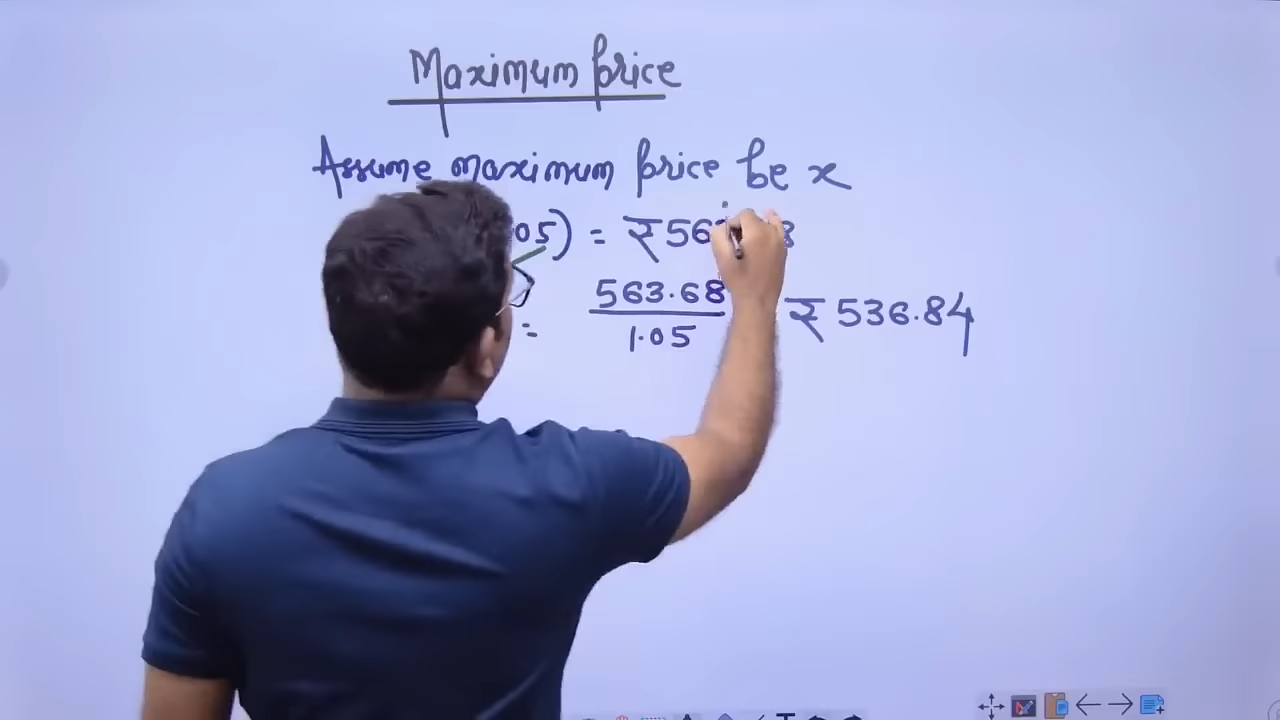 Maximum price
Assume maximum price be x
05) = ₹56
= 563.68
1.05
₹536.84